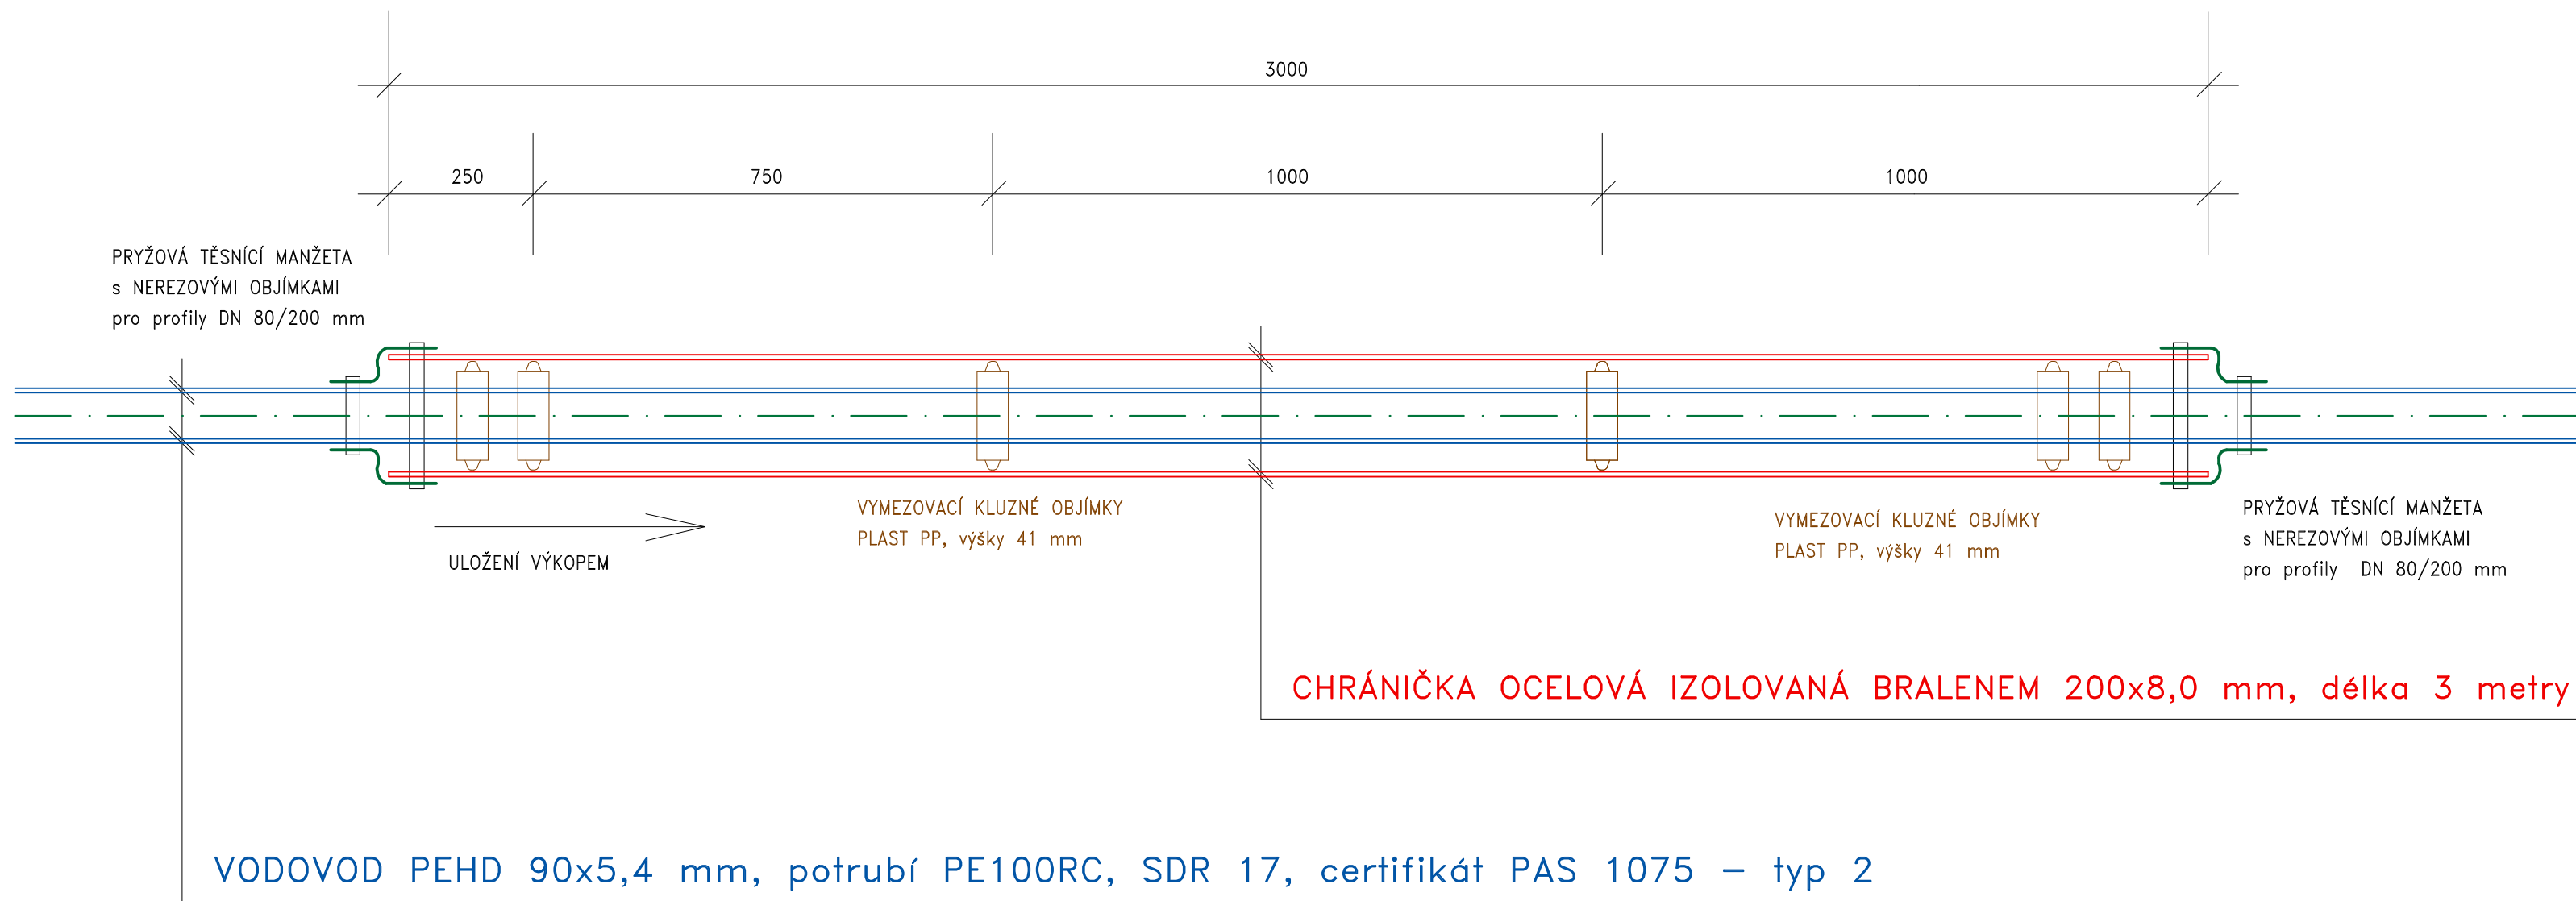 3000
250
750
1000
1000
PRYŽOVÁ TĚSNÍCÍ MANŽETA
s NEREZOVÝMI OBJÍMKAMI
pro profily DN 80/200 mm
VYMEZOVACÍ KLUZNÉ OBJÍMKY
PLAST PP, výšky 41 mm
VYMEZOVACÍ KLUZNÉ OBJÍMKY
PLAST PP, výšky 41 mm
PRYŽOVÁ TĚSNÍCÍ MANŽETA
s NEREZOVÝMI OBJÍMKAMI
pro profily DN 80/200 mm
ULOŽENÍ VÝKOPEM
CHRÁNIČKA OCELOVÁ IZOLOVANÁ BRALENEM 200x8,0 mm, délka 3 metry
VODOVOD PEHD 90x5,4 mm, potrubí PE100RC, SDR 17, certifikát PAS 1075 – typ 2